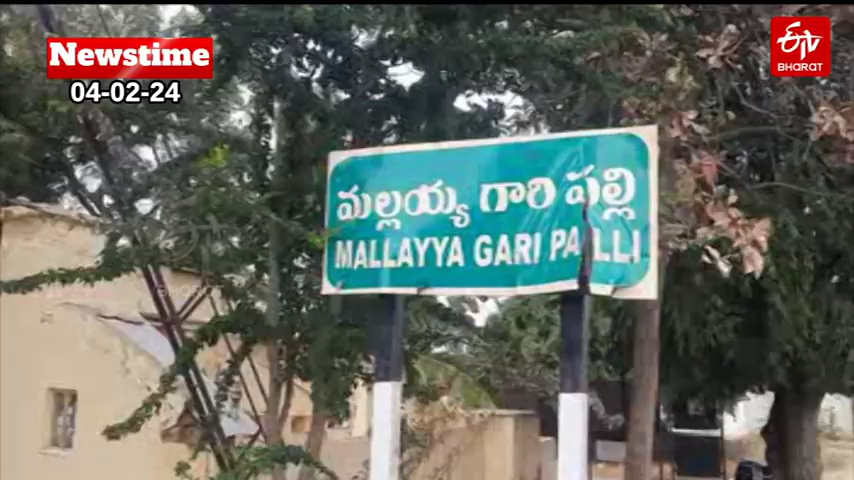 Newstime
04-02-24
ETV
BHARAT
మల్లయ్య గారి పల్లి
MALLAYYA GARI PALLI